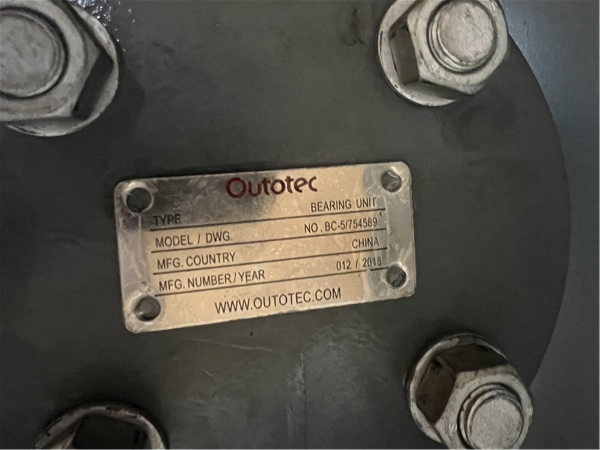 Outotec
TYPE BEARING UNIT
MODEL / DWG. NO. BC-5/754589
MFG. COUNTRY CHINA
MFG. NUMBER/YEAR 012 / 2018
WWW.OUTOTEC.COM